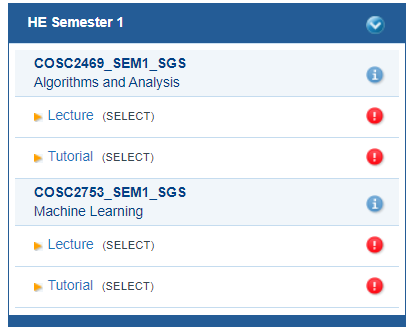 HE Semester 1
COSC2469_SEM1_SGS
Algorithms and Analysis
Lecture (SELECT)
Tutorial (SELECT)
COSC2753_SEM1_SGS
Machine Learning
Lecture (SELECT)
Tutorial (SELECT)